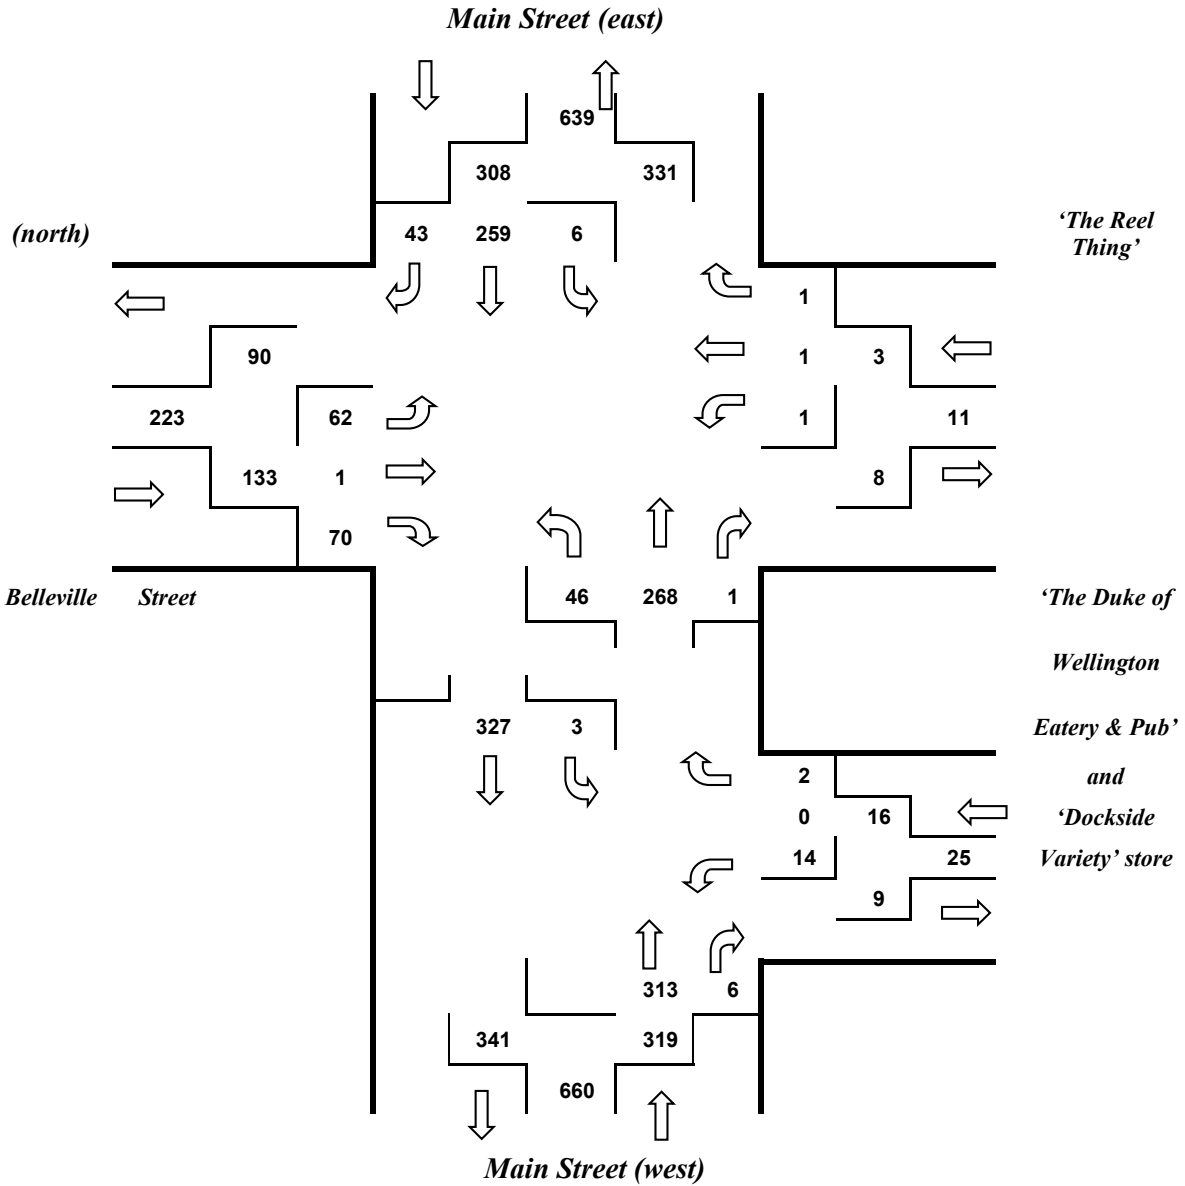 Main Street (east)
639
308 331
(north) 43 259 6 ‘The Reel
Thing’
1
90 1 3
223 62 1 11
133 1 8
70
Belleville Street 46 268 1 ‘The Duke of
Wellington
327 3 Eatery & Pub’
2 and
0 16 ‘Dockside
14 25 Variety’ store
9
313 6
341 319
660
Main Street (west)